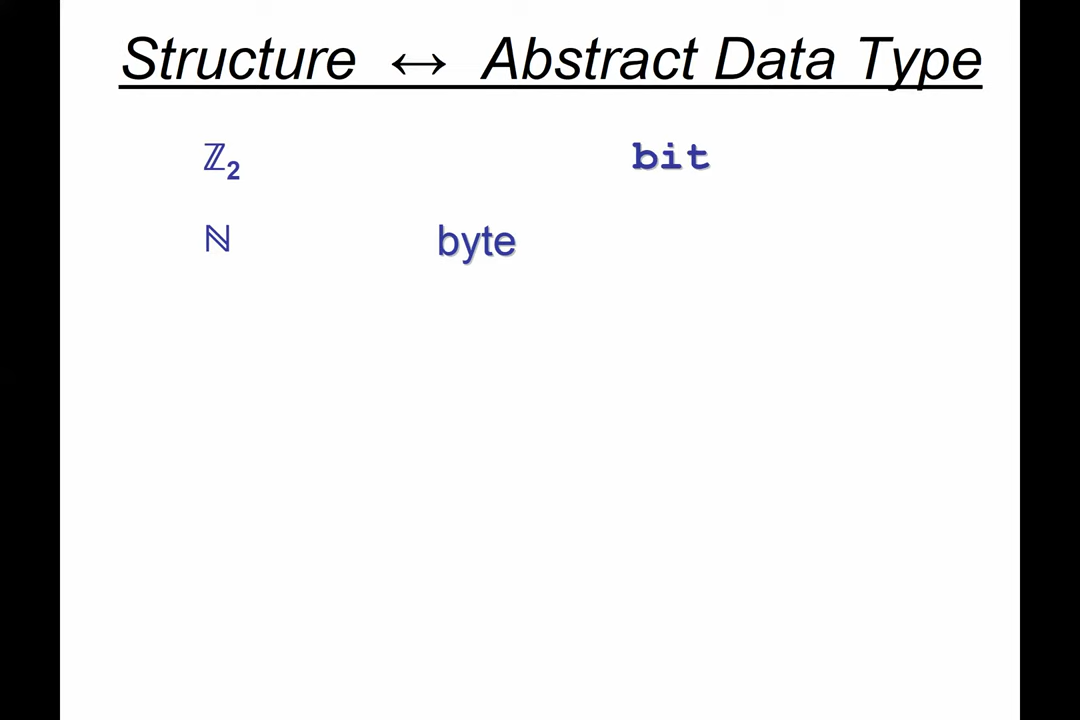 Structure ↔ Abstract Data Type
ℤ₂ bit
ℕ byte